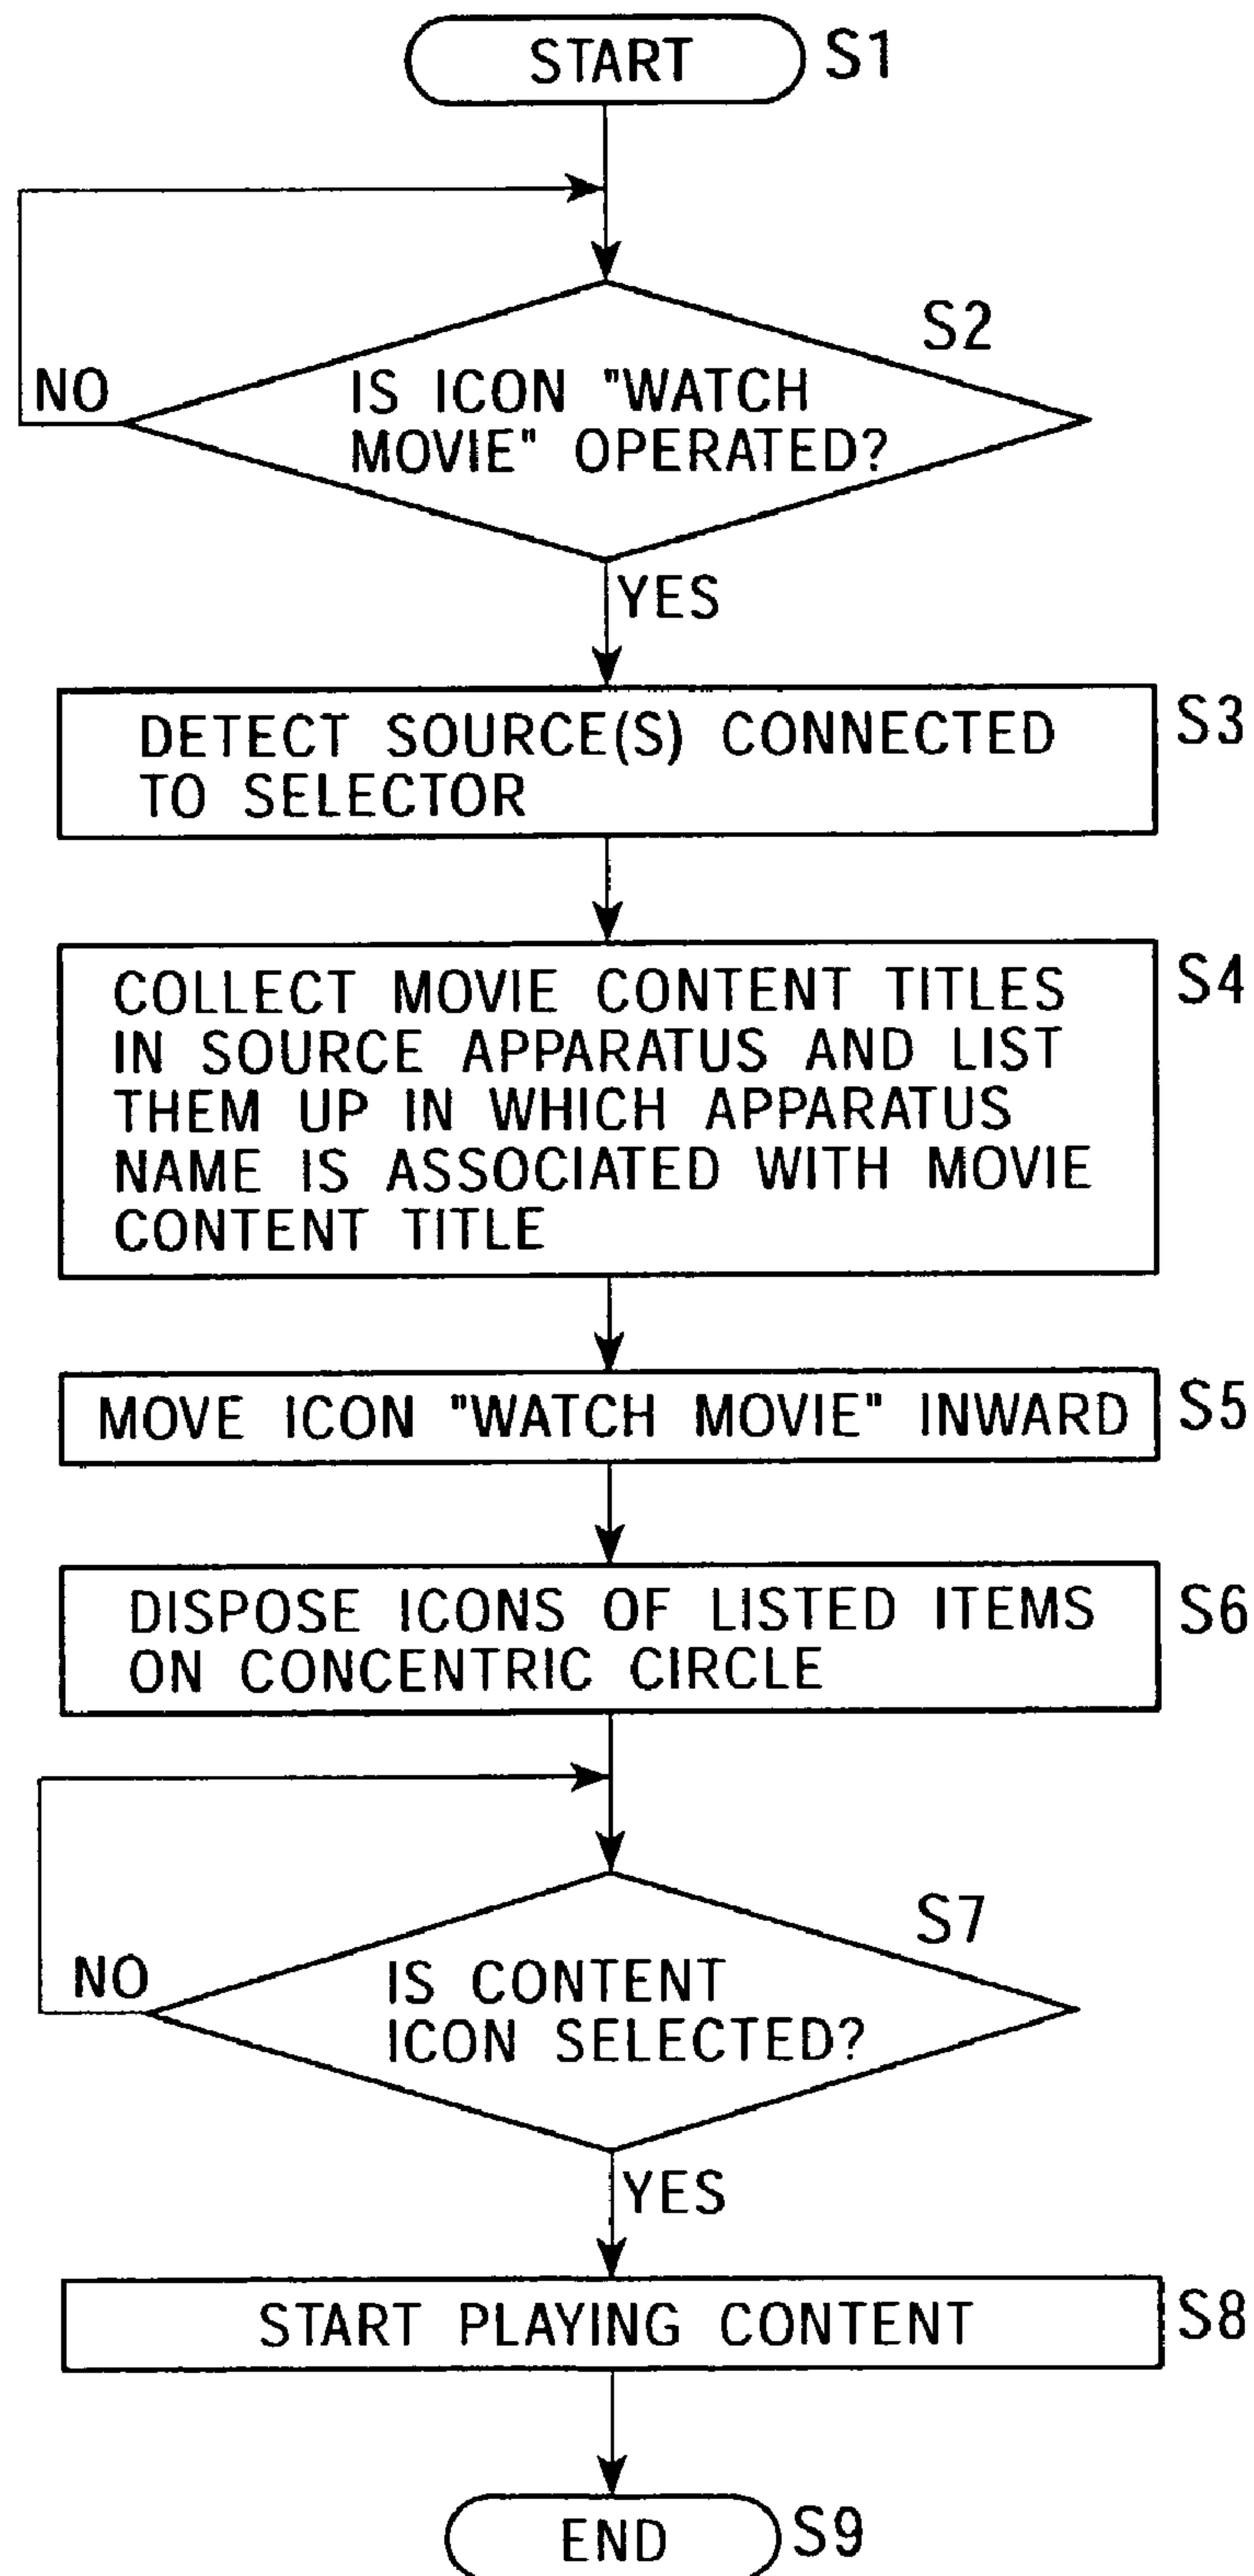 START S1
S2
NO
IS ICON "WATCH
MOVIE" OPERATED?
YES
DETECT SOURCE(S) CONNECTED
TO SELECTOR
S3
COLLECT MOVIE CONTENT TITLES
IN SOURCE APPARATUS AND LIST
THEM UP IN WHICH APPARATUS
NAME IS ASSOCIATED WITH MOVIE
CONTENT TITLE
S4
MOVE ICON "WATCH MOVIE" INWARD S5
DISPOSE ICONS OF LISTED ITEMS
ON CONCENTRIC CIRCLE
S6
S7
NO
IS CONTENT
ICON SELECTED?
YES
START PLAYING CONTENT S8
END S9